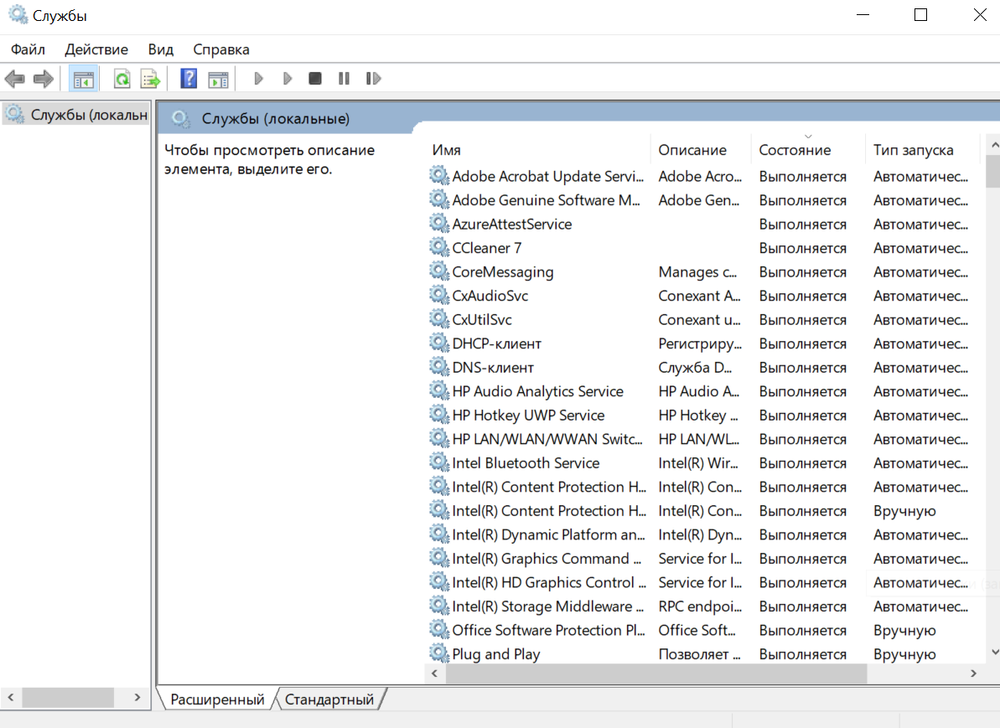 Службы
Файл Действие Вид Справка
Службы (локальн
Службы (локальные)
Чтобы просмотреть описание
элемента, выделите его.
Имя Описание Состояние Тип запуска
Adobe Acrobat Update Servi... Adobe Acro... Выполняется Автоматичес...
Adobe Genuine Software M... Adobe Gen... Выполняется Автоматичес...
AzureAttestService Выполняется Автоматичес...
CCleaner 7 Выполняется Автоматичес...
CoreMessaging Manages c... Выполняется Автоматичес...
CxAudioSvc Conexant A... Выполняется Автоматичес...
CxUtilSvc Conexant u... Выполняется Автоматичес...
DHCP-клиент Регистриру... Выполняется Автоматичес...
DNS-клиент Служба D... Выполняется Автоматичес...
HP Audio Analytics Service HP Audio A... Выполняется Автоматичес...
HP Hotkey UWP Service HP Hotkey ... Выполняется Автоматичес...
HP LAN/WLAN/WWAN Switc... HP LAN/WL... Выполняется Автоматичес...
Intel Bluetooth Service Intel(R) Wir... Выполняется Автоматичес...
Intel(R) Content Protection H... Intel(R) Con... Выполняется Автоматичес...
Intel(R) Content Protection H... Intel(R) Con... Выполняется Вручную
Intel(R) Dynamic Platform an... Intel(R) Dyn... Выполняется Автоматичес...
Intel(R) Graphics Command ... Service for I... Выполняется Автоматичес...
Intel(R) HD Graphics Control ... Service for I... Выполняется Автоматичес...
Intel(R) Storage Middleware ... RPC endpoi... Выполняется Автоматичес...
Office Software Protection Pl... Office Soft... Выполняется Вручную
Plug and Play Позволяет ... Выполняется Вручную
Расширенный Стандартный